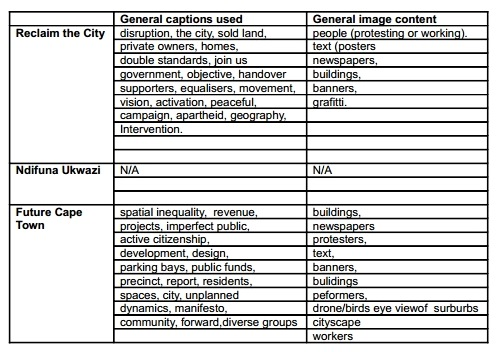 General captions used General image content
Reclaim the City disruption, the city, sold land, people (protesting or working).
private owners, homes, text (posters
double standards, join us newspapers,
government, objective, handover buildings,
supporters, equalisers, movement, banners,
vision, activation, peaceful, grafitti.
campaign, apartheid, geography,
Intervention.
Ndifuna Ukwazi N/A N/A
Future Cape spatial inequality, revenue, buildings,
Town projects, imperfect public, newspapers
active citizenship, protesters,
development, design, text,
parking bays, public funds, banners,
precinct, report, residents, bulidings
spaces, city, unplanned peformers,
dynamics, manifesto, drone/birds eye viewof surburbs
community, forward,diverse groups cityscape
workers